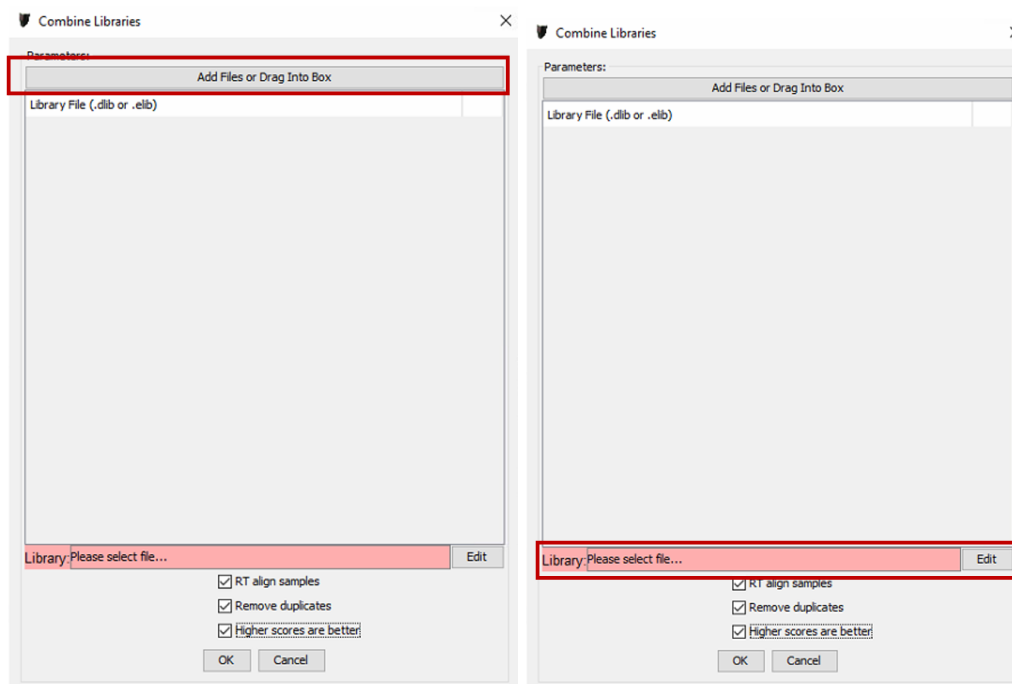 Combine Libraries
Parameters:
Add Files or Drag Into Box
Library File (.dlib or .elib)
Library: Please select file... Edit
RT align samples
Remove duplicates
Higher scores are better
OK Cancel
Combine Libraries
Parameters:
Add Files or Drag Into Box
Library File (.dlib or .elib)
Library: Please select file... Edit
RT align samples
Remove duplicates
Higher scores are better
OK Cancel